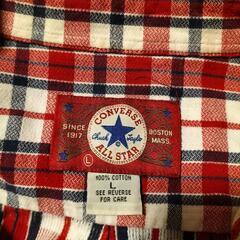 CONVERSE
Chuck Taylor
ALL STAR
SINCE 1917
BOSTON MASS.
L
100% COTTON
L
SEE REVERSE
FOR CARE